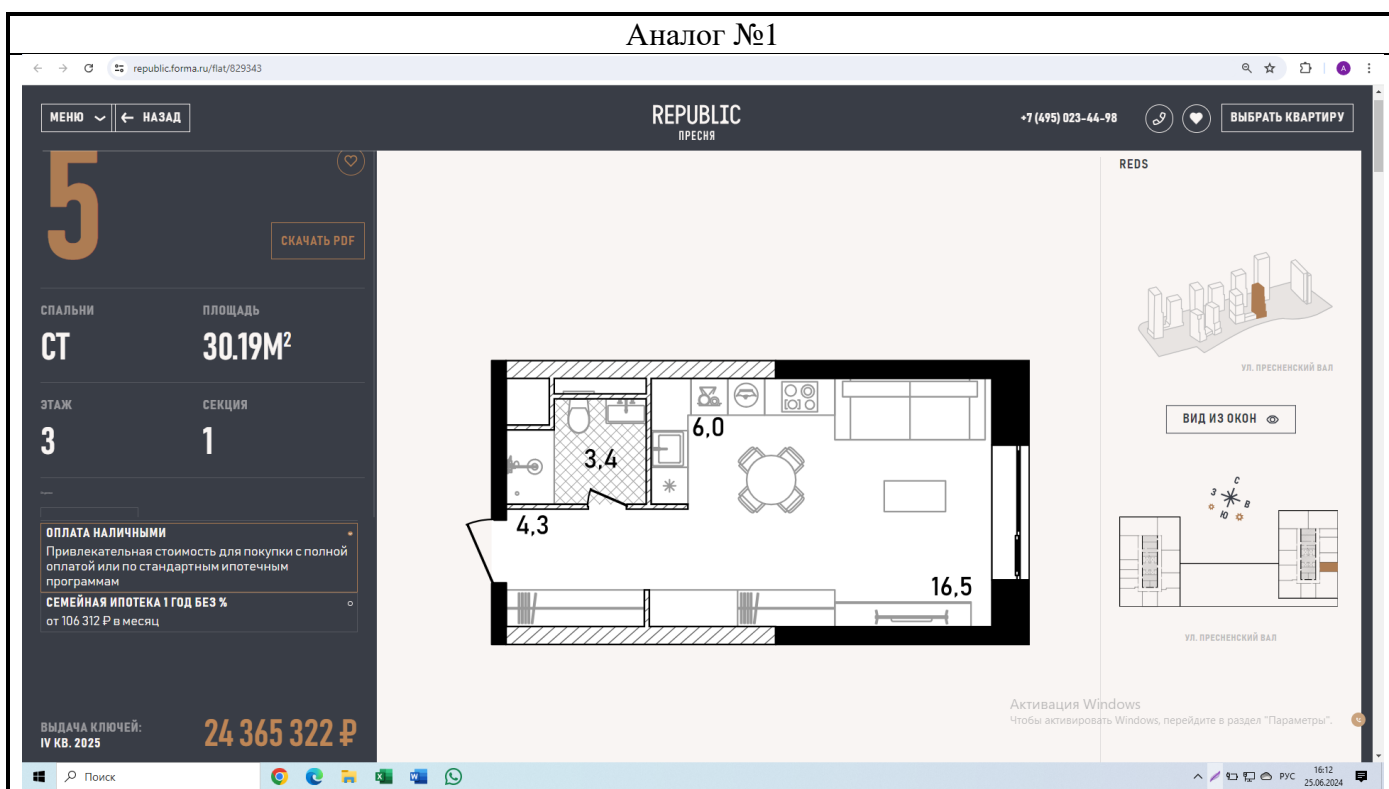 Аналог №1
republic.forma.ru/flat/829343
МЕНЮ
НАЗАД
REPUBLIC
ПРЕСНЯ
+7 (495) 023-44-98
ВЫБРАТЬ КВАРТИРУ
5
СКАЧАТЬ PDF
СПАЛЬНИ
ПЛОЩАДЬ
СТ
30.19М²
ЭТАЖ
СЕКЦИЯ
3
1
ОПЛАТА НАЛИЧНЫМИ
Привлекательная стоимость для покупки с полной
оплатой или по стандартным ипотечным
программам
СЕМЕЙНАЯ ИПОТЕКА 1 ГОД БЕЗ %
от 106 312 ₽ в месяц
ВЫДАЧА КЛЮЧЕЙ:
IV КВ. 2025
24 365 322 ₽
6,0
3,4
4,3
16,5
REDS
УЛ. ПРЕСНЕНСКИЙ ВАЛ
ВИД ИЗ ОКОН
С
З
В
Ю
УЛ. ПРЕСНЕНСКИЙ ВАЛ
Активация Windows
Чтобы активировать Windows, перейдите в раздел "Параметры".
Поиск
РУС
16:12
25.06.2024